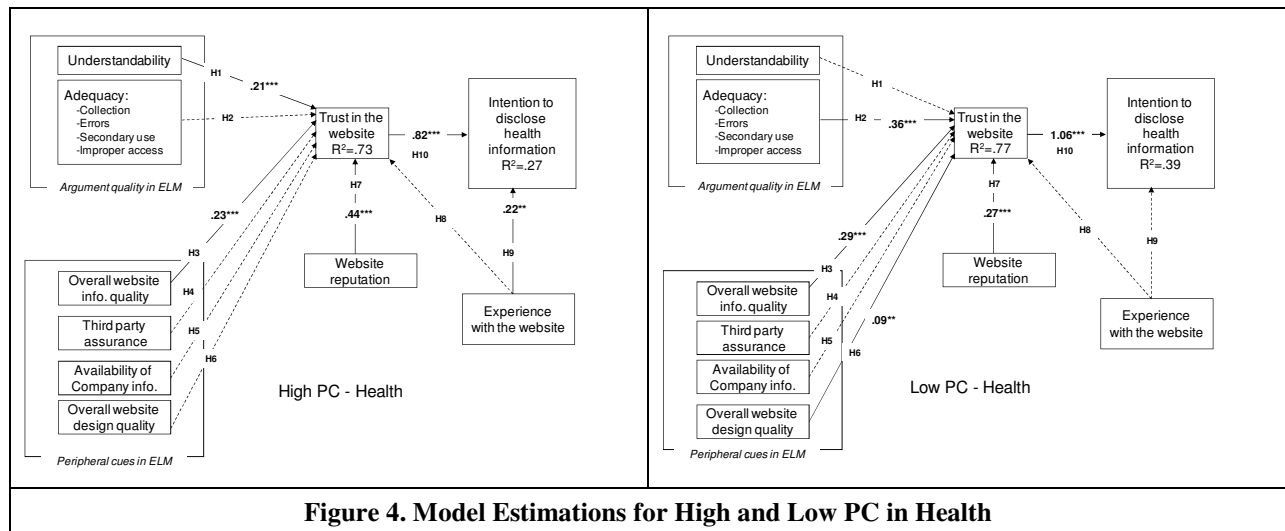 Understandability
Adequacy:
-Collection
-Errors
-Secondary use
-Improper access
Argument quality in ELM
H1
.21***
H2
Trust in the
website
R²=.73
.82***
H10
Intention to
disclose
health
information
R²=.27
H7
.44***
Website
reputation
H8
.22**
H9
Experience
with the website
.23***
H3
H4
H5
H6
Overall website
info. quality
Third party
assurance
Availability of
Company info.
Overall website
design quality
Peripheral cues in ELM
High PC - Health
Understandability
Adequacy:
-Collection
-Errors
-Secondary use
-Improper access
Argument quality in ELM
H1
H2
.36***
Trust in the
website
R²=.77
1.06***
H10
Intention to
disclose
health
information
R²=.39
H7
.27***
Website
reputation
H8
H9
Experience
with the website
.29***
H3
H4
H5
.09**
H6
Overall website
info. quality
Third party
assurance
Availability of
Company info.
Overall website
design quality
Peripheral cues in ELM
Low PC - Health
Figure 4. Model Estimations for High and Low PC in Health